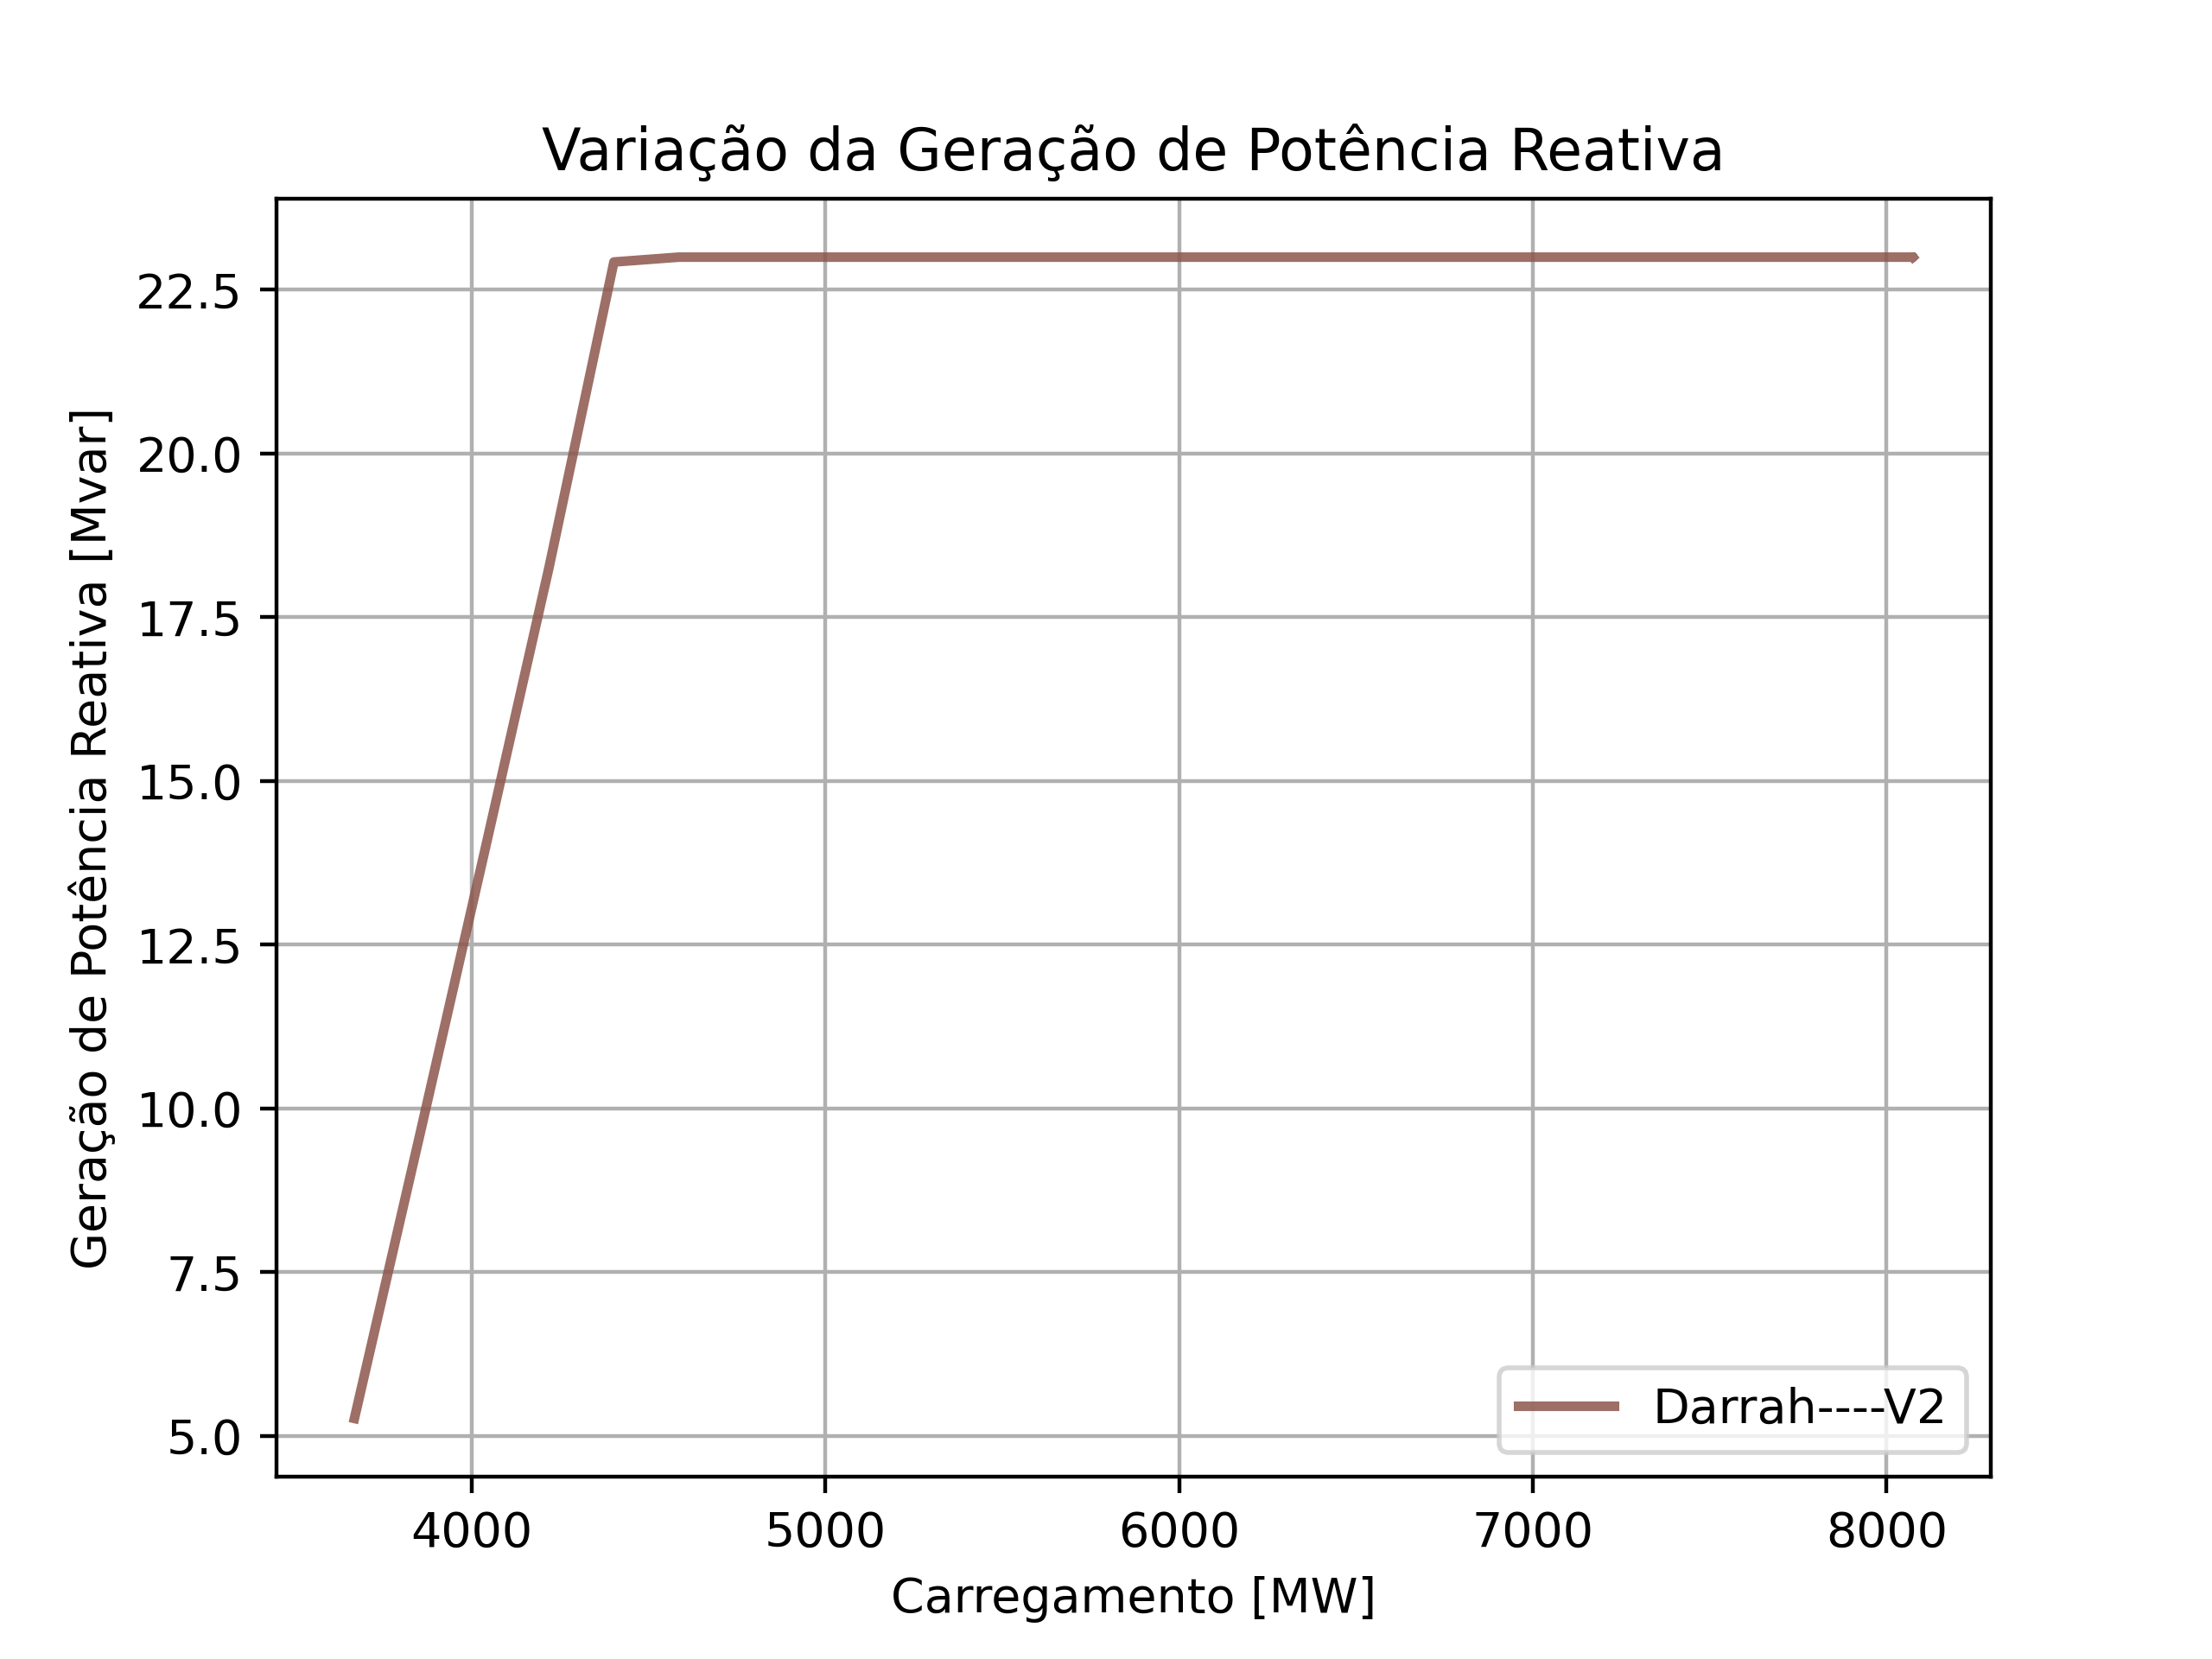 Variação da Geração de Potência Reativa
Geração de Potência Reativa [Mvar]
22.5
20.0
17.5
15.0
12.5
10.0
7.5
5.0
Darrah----V2
4000 5000 6000 7000 8000
Carregamento [MW]